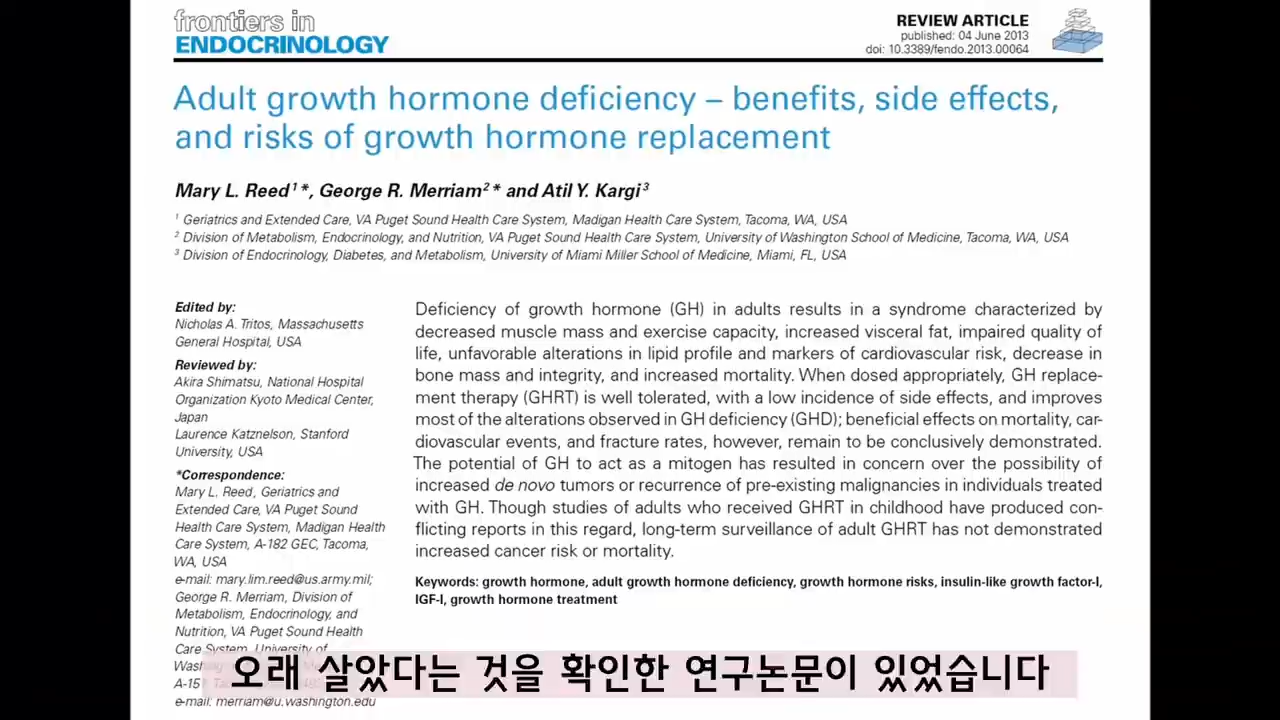 frontiers in
ENDOCRINOLOGY
REVIEW ARTICLE
published: 04 June 2013
doi: 10.3389/fendo.2013.00064
Adult growth hormone deficiency – benefits, side effects,
and risks of growth hormone replacement
Mary L. Reed1*, George R. Merriam2* and Atil Y. Kargi3
1 Geriatrics and Extended Care, VA Puget Sound Health Care System, Madigan Health Care System, Tacoma, WA, USA
2 Division of Metabolism, Endocrinology, and Nutrition, VA Puget Sound Health Care System, University of Washington School of Medicine, Tacoma, WA, USA
3 Division of Endocrinology, Diabetes, and Metabolism, University of Miami Miller School of Medicine, Miami, FL, USA
Edited by:
Nicholas A. Tritos, Massachusetts
General Hospital, USA
Reviewed by:
Akira Shimatsu, National Hospital
Organization Kyoto Medical Center,
Japan
Laurence Katznelson, Stanford
University, USA
*Correspondence:
Mary L. Reed, Geriatrics and
Extended Care, VA Puget Sound
Health Care System, Madigan Health
Care System, A-182 GEC, Tacoma,
WA, USA
e-mail: mary.lim.reed@us.army.mil;
George R. Merriam, Division of
Metabolism, Endocrinology, and
Nutrition, VA Puget Sound Health
Care System, University of
e-mail: merriam@u.washington.edu
Deficiency of growth hormone (GH) in adults results in a syndrome characterized by
decreased muscle mass and exercise capacity, increased visceral fat, impaired quality of
life, unfavorable alterations in lipid profile and markers of cardiovascular risk, decrease in
bone mass and integrity, and increased mortality. When dosed appropriately, GH replace-
ment therapy (GHRT) is well tolerated, with a low incidence of side effects, and improves
most of the alterations observed in GH deficiency (GHD); beneficial effects on mortality, car-
diovascular events, and fracture rates, however, remain to be conclusively demonstrated.
The potential of GH to act as a mitogen has resulted in concern over the possibility of
increased de novo tumors or recurrence of pre-existing malignancies in individuals treated
with GH. Though studies of adults who received GHRT in childhood have produced con-
flicting reports in this regard, long-term surveillance of adult GHRT has not demonstrated
increased cancer risk or mortality.
Keywords: growth hormone, adult growth hormone deficiency, growth hormone risks, insulin-like growth factor-I,
IGF-I, growth hormone treatment
오래 살았다는 것을 확인한 연구논문이 있었습니다